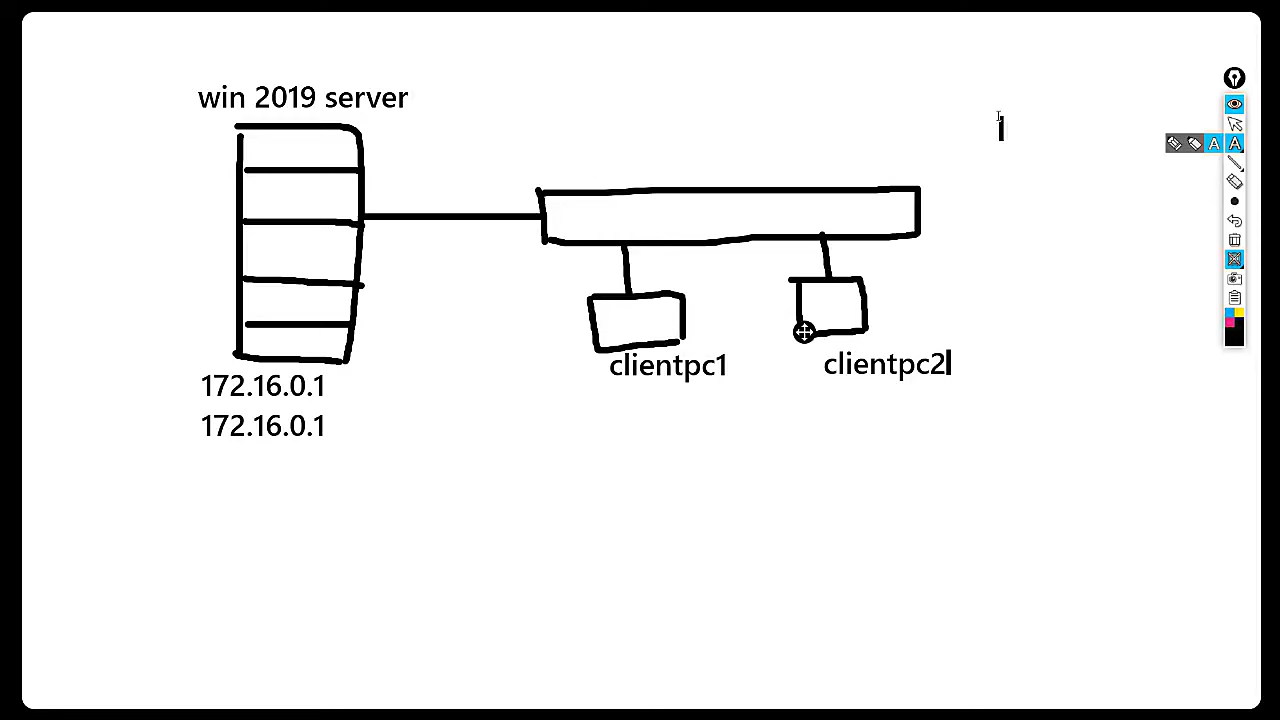 win 2019 server
172.16.0.1
172.16.0.1
clientpc1
clientpc2